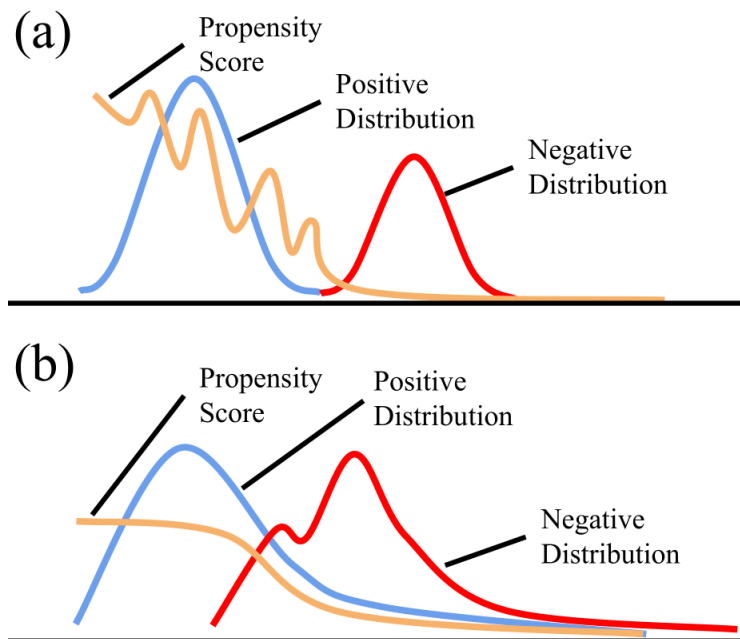 (a)
Propensity
Score
Positive
Distribution
Negative
Distribution
(b)
Propensity
Score
Positive
Distribution
Negative
Distribution